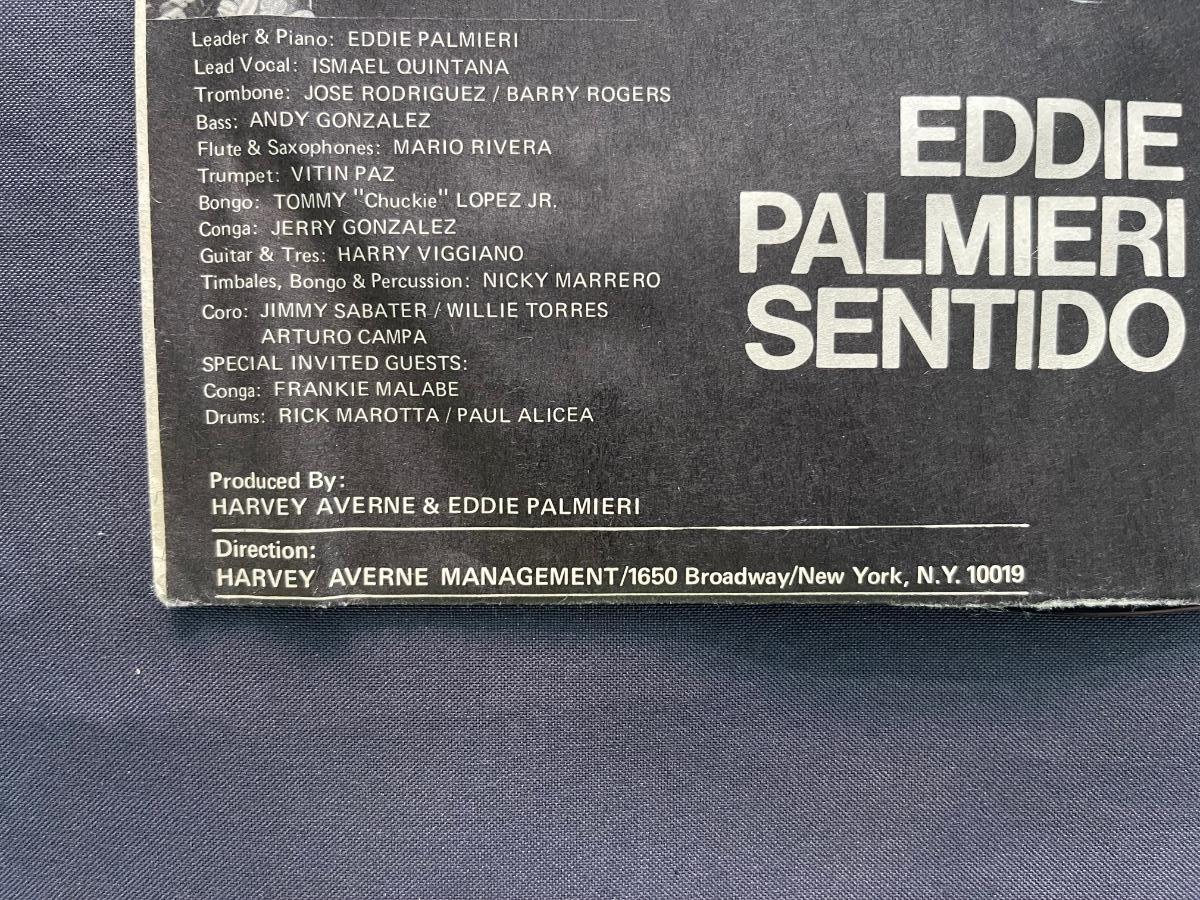 Leader & Piano: EDDIE PALMIERI
Lead Vocal: ISMAEL QUINTANA
Trombone: JOSE RODRIGUEZ / BARRY ROGERS
Bass: ANDY GONZALEZ
Flute & Saxophones: MARIO RIVERA
Trumpet: VITIN PAZ
Bongo: TOMMY "Chuckie" LOPEZ JR.
Conga: JERRY GONZALEZ
Guitar & Tres: HARRY VIGGIANO
Timbales, Bongo & Percussion: NICKY MARRERO
Coro: JIMMY SABATER / WILLIE TORRES
ARTURO CAMPA
SPECIAL INVITED GUESTS:
Conga: FRANKIE MALABE
Drums: RICK MAROTTA / PAUL ALICEA
Produced By:
HARVEY AVERNE & EDDIE PALMIERI
Direction:
HARVEY AVERNE MANAGEMENT/1650 Broadway/New York, N.Y. 10019
EDDIE
PALMIERI
SENTIDO